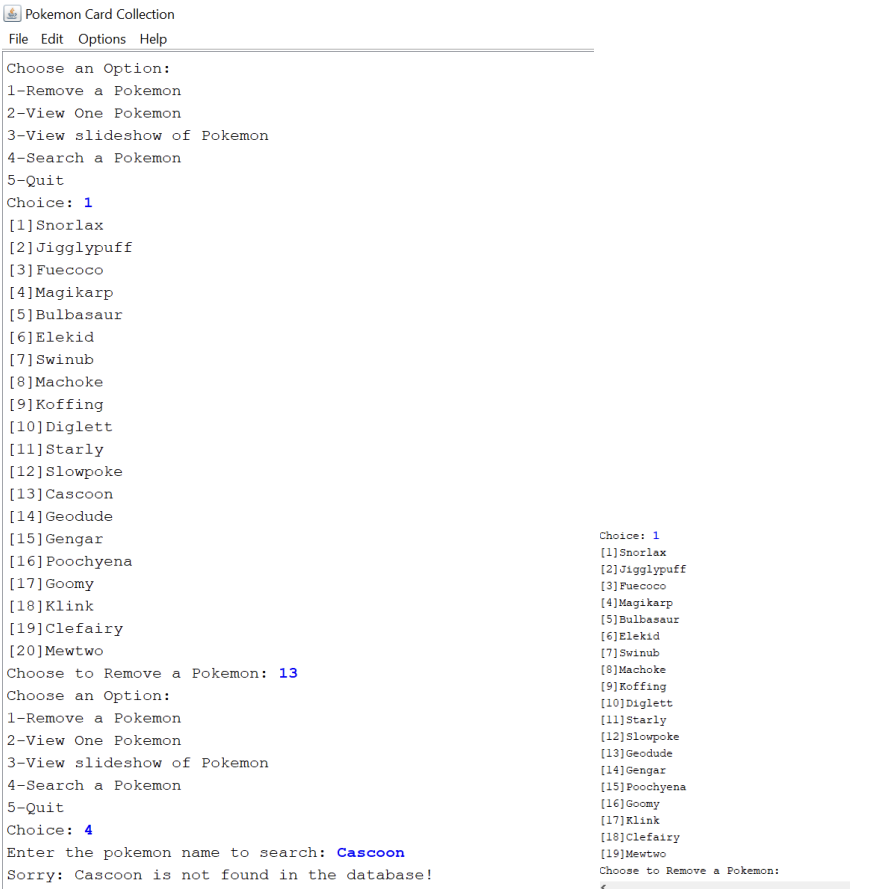 Pokemon Card Collection
File Edit Options Help
Choose an Option:
1-Remove a Pokemon
2-View One Pokemon
3-View slideshow of Pokemon
4-Search a Pokemon
5-Quit
Choice: 1
[1]Snorlax
[2]Jigglypuff
[3]Fuecoco
[4]Magikarp
[5]Bulbasaur
[6]Elekid
[7]Swinub
[8]Machoke
[9]Koffing
[10]Diglett
[11]Starly
[12]Slowpoke
[13]Cascoon
[14]Geodude
[15]Gengar
[16]Poochyena
[17]Goomy
[18]Klink
[19]Clefairy
[20]Mewtwo
Choose to Remove a Pokemon: 13
Choose an Option:
1-Remove a Pokemon
2-View One Pokemon
3-View slideshow of Pokemon
4-Search a Pokemon
5-Quit
Choice: 4
Enter the pokemon name to search: Cascoon
Sorry: Cascoon is not found in the database!
Choice: 1
[1]Snorlax
[2]Jigglypuff
[3]Fuecoco
[4]Magikarp
[5]Bulbasaur
[6]Elekid
[7]Swinub
[8]Machoke
[9]Koffing
[10]Diglett
[11]Starly
[12]Slowpoke
[13]Geodude
[14]Gengar
[15]Poochyena
[16]Goomy
[17]Klink
[18]Clefairy
[19]Mewtwo
Choose to Remove a Pokemon: